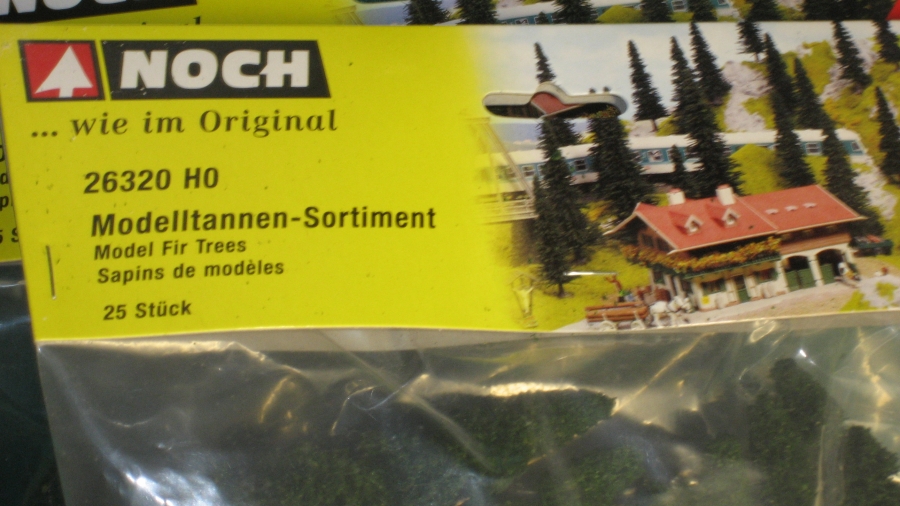 NOCH
... wie im Original
26320 H0
Modelltannen-Sortiment
Model Fir Trees
Sapins de modèles
25 Stück